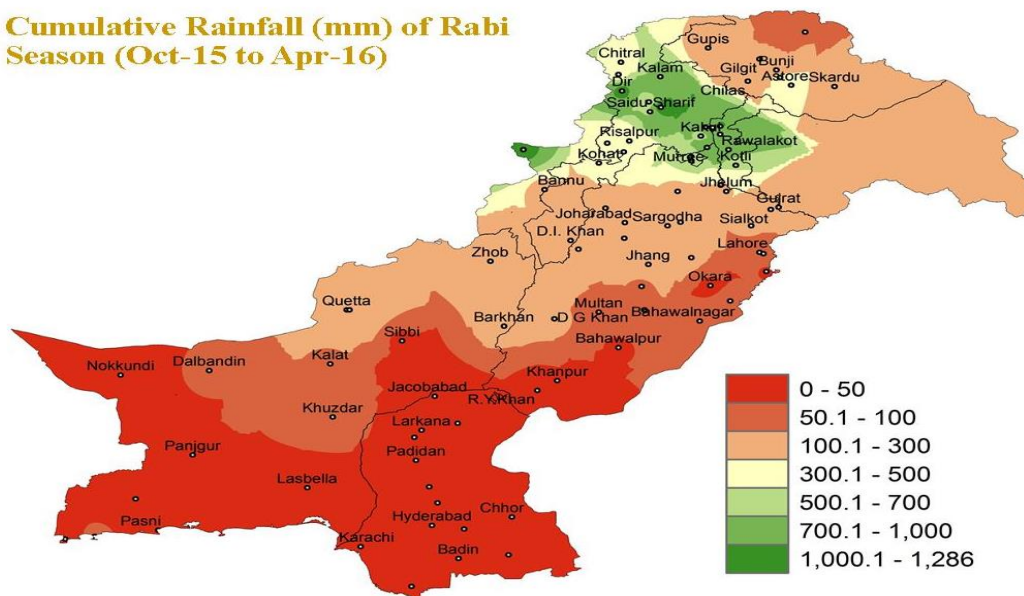 Cumulative Rainfall (mm) of Rabi
Season (Oct-15 to Apr-16)
Gupis
Chitral
Bunji
Kalam
Gilgit
Astore
Skardu
Dir
Chilas
Saidu Sharif
Risalpur
Rawalakot
Kohat
Kotli
Bannu
Jhelum
Gujrat
Joharabad
Sargodha
Sialkot
D.I. Khan
Lahore
Zhob
Jhang
Okara
Quetta
Multan
Barkhan
D G Khan
Bahawalnagar
Sibbi
Bahawalpur
Kalat
Dalbandin
Nokkundi
Khanpur
Jacobabad
R.Y.Khan
Khuzdar
Larkana
Panjgur
Padidan
Lasbella
Chhor
Hyderabad
Pasni
Karachi
Badin
0 - 50
50.1 - 100
100.1 - 300
300.1 - 500
500.1 - 700
700.1 - 1,000
1,000.1 - 1,286